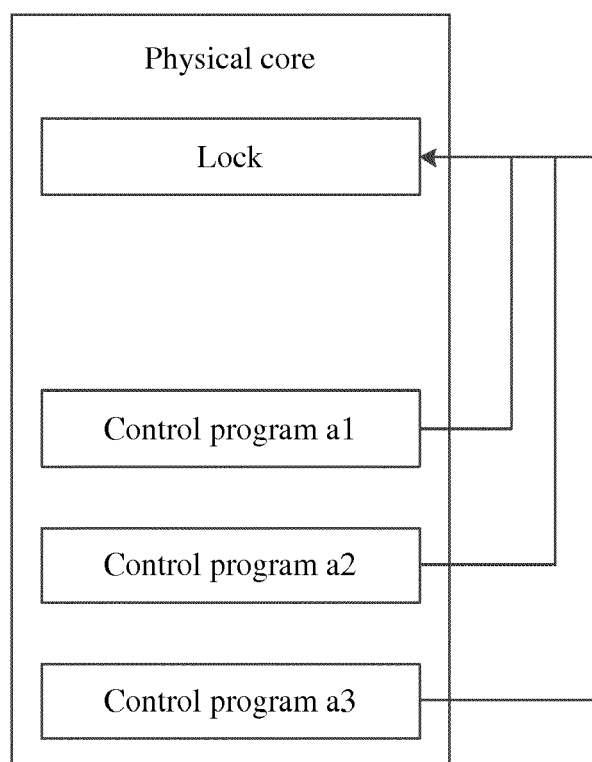 Physical core
Lock
Control program a1
Control program a2
Control program a3